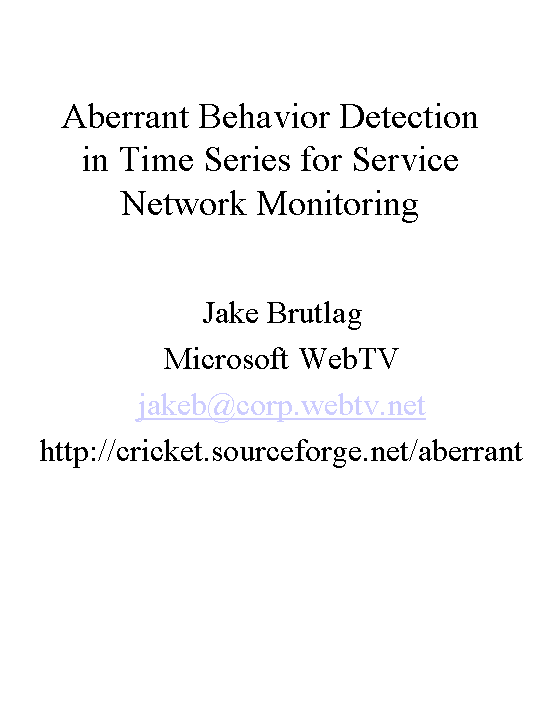 Aberrant Behavior Detection
in Time Series for Service
Network Monitoring
Jake Brutlag
Microsoft WebTV
jakeb@corp.webtv.net
http://cricket.sourceforge.net/aberrant